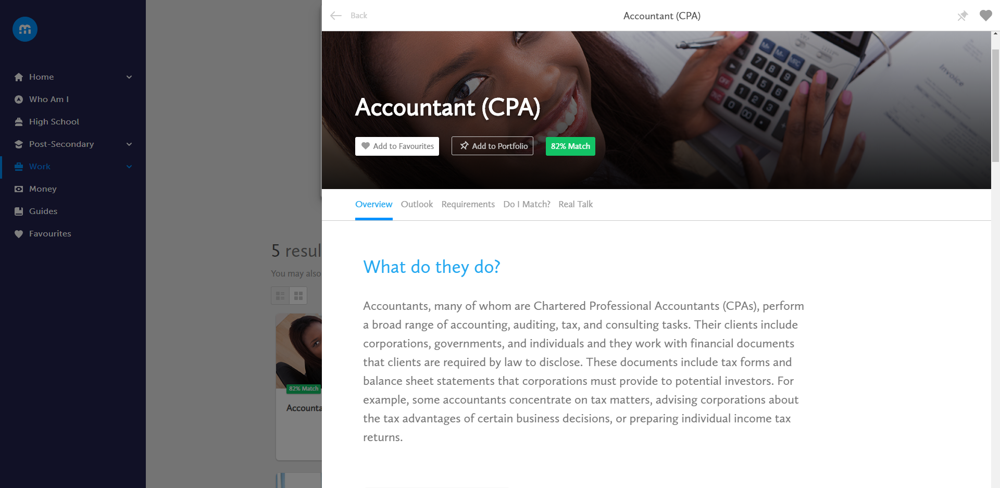 Home
Who Am I
High School
Post-Secondary
Work
Money
Guides
Favourites
5 resul
You may also
82% Match
Accounta
Back
Accountant (CPA)
Accountant (CPA)
Add to Favourites
Add to Portfolio
82% Match
Invoice
Overview
Outlook
Requirements
Do I Match?
Real Talk
What do they do?
Accountants, many of whom are Chartered Professional Accountants (CPAs), perform
a broad range of accounting, auditing, tax, and consulting tasks. Their clients include
corporations, governments, and individuals and they work with financial documents
that clients are required by law to disclose. These documents include tax forms and
balance sheet statements that corporations must provide to potential investors. For
example, some accountants concentrate on tax matters, advising corporations about
the tax advantages of certain business decisions, or preparing individual income tax
returns.